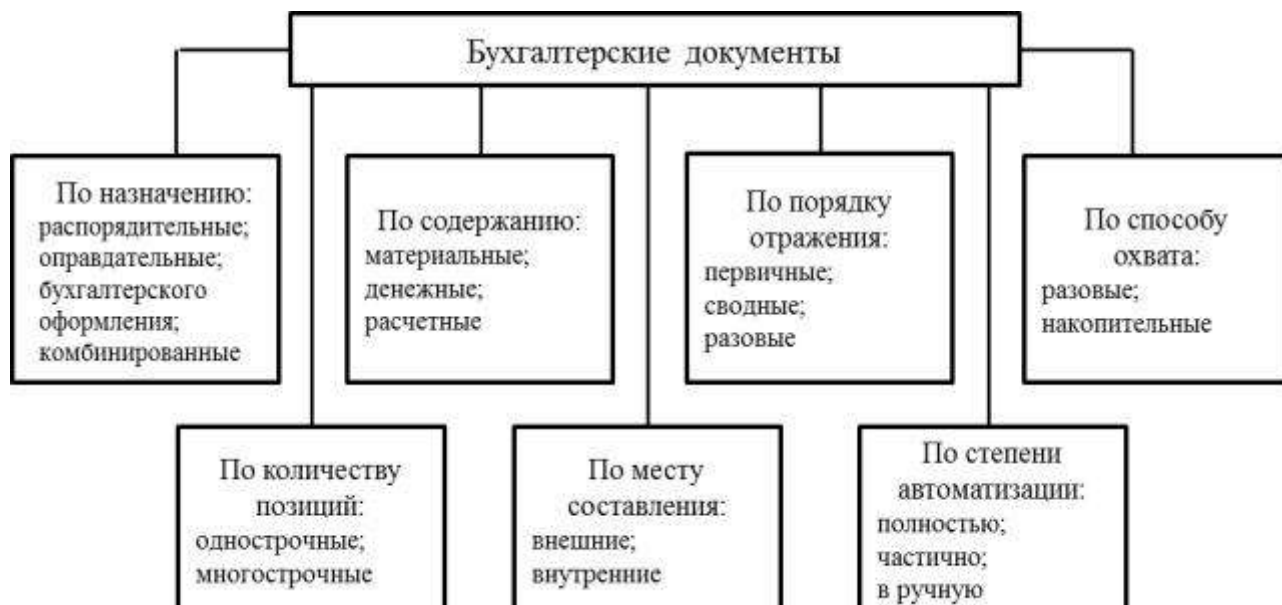 Бухгалтерские документы
По назначению:
распорядительные;
оправдательные;
бухгалтерского
оформления;
комбинированные
По содержанию:
материальные;
денежные;
расчетные
По порядку
отражения:
первичные;
сводные;
разовые
По способу
охвата:
разовые;
накопительные
По количеству
позиций:
однострочные;
многострочные
По месту
составления:
внешние;
внутренние
По степени
автоматизации:
полностью;
частично;
в ручную